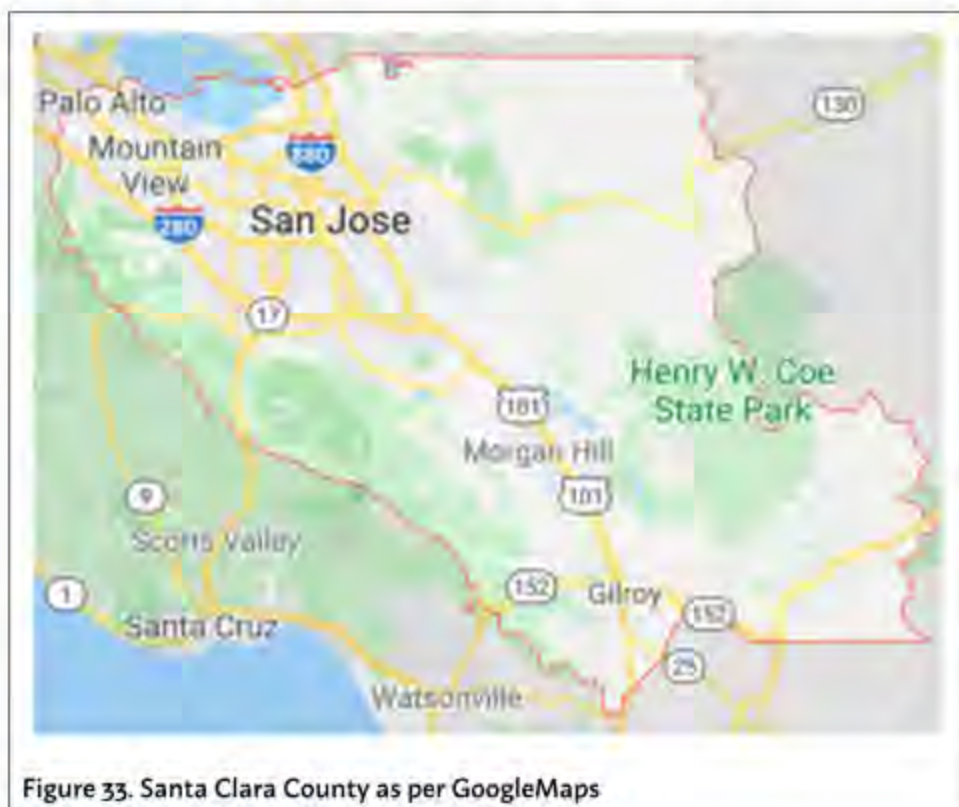 130
Palo Alto
Mountain
View
880
280
San Jose
17
Henry W. Coe
State Park
101
Morgan Hill
101
9
Scotts Valley
1
152
Gilroy
152
Santa Cruz
25
Watsonville
Figure 33. Santa Clara County as per GoogleMaps